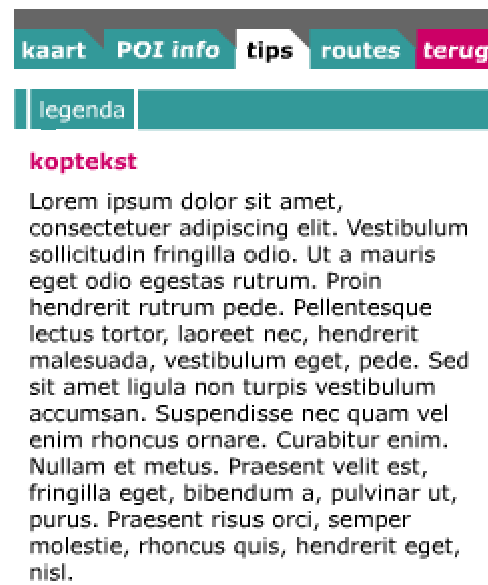 kaart POI info tips routes terug
legenda
koptekst
Lorem ipsum dolor sit amet,
consectetuer adipiscing elit. Vestibulum
sollicitudin fringilla odio. Ut a mauris
eget odio egestas rutrum. Proin
hendrerit rutrum pede. Pellentesque
lectus tortor, laoreet nec, hendrerit
malesuada, vestibulum eget, pede. Sed
sit amet ligula non turpis vestibulum
accumsan. Suspendisse nec quam vel
enim rhoncus ornare. Curabitur enim.
Nullam et metus. Praesent velit est,
fringilla eget, bibendum a, pulvinar ut,
purus. Praesent risus orci, semper
molestie, rhoncus quis, hendrerit eget,
nisl.